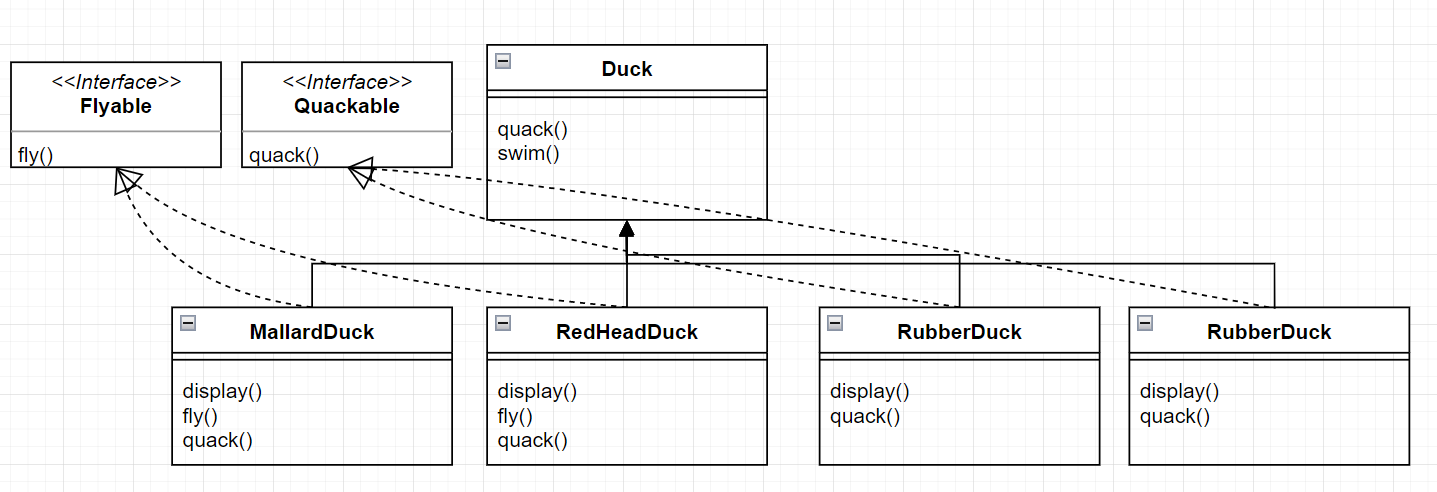 <<Interface>>
Flyable
fly()
<<Interface>>
Quackable
quack()
Duck
quack()
swim()
MallardDuck
display()
fly()
quack()
RedHeadDuck
display()
fly()
quack()
RubberDuck
display()
quack()
RubberDuck
display()
quack()